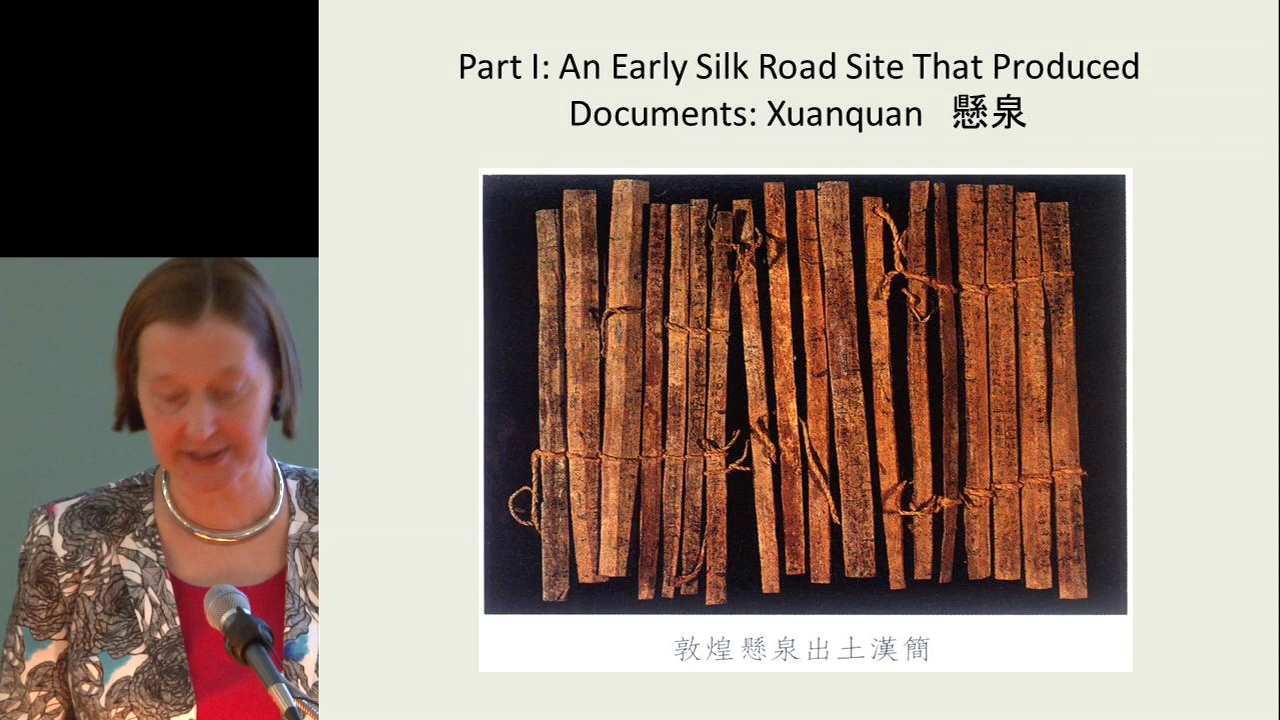 Part I: An Early Silk Road Site That Produced
Documents: Xuanquan 懸泉
敦煌懸泉出土漢簡